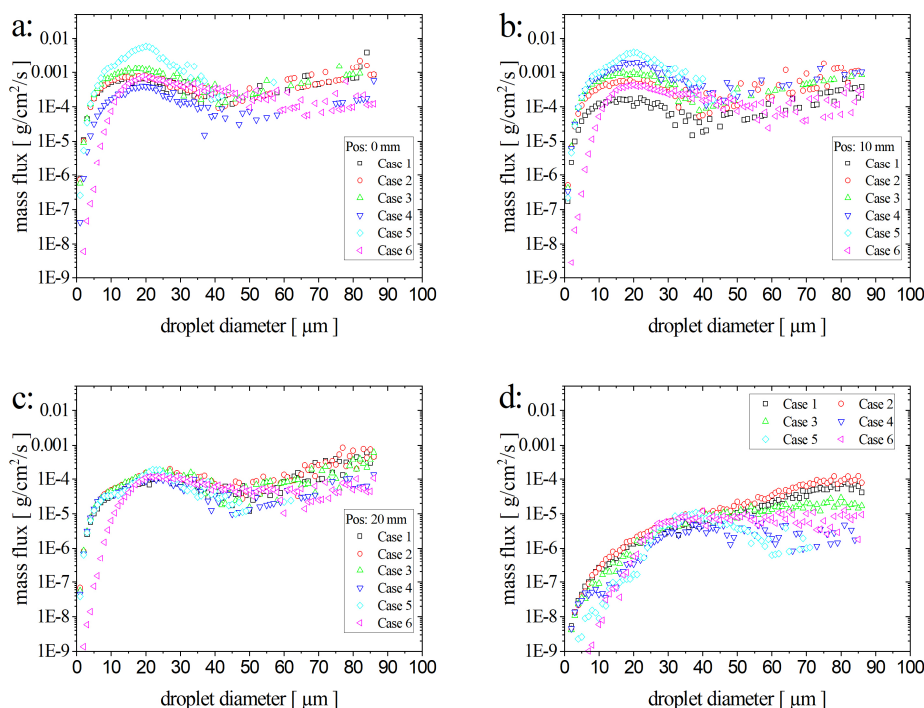 a:
mass flux [ g/cm²/s]
0.01
0.001
1E-4
1E-5
1E-6
1E-7
1E-8
1E-9
Pos: 0 mm
Case 1
Case 2
Case 3
Case 4
Case 5
Case 6
0 10 20 30 40 50 60 70 80 90 100
droplet diameter [ μm ]
b:
mass flux [ g/cm²/s]
0.01
0.001
1E-4
1E-5
1E-6
1E-7
1E-8
1E-9
Pos: 10 mm
Case 1
Case 2
Case 3
Case 4
Case 5
Case 6
0 10 20 30 40 50 60 70 80 90 100
droplet diameter [ μm ]
c:
mass flux [ g/cm²/s]
0.01
0.001
1E-4
1E-5
1E-6
1E-7
1E-8
1E-9
Pos: 20 mm
Case 1
Case 2
Case 3
Case 4
Case 5
Case 6
0 10 20 30 40 50 60 70 80 90 100
droplet diameter [ μm ]
d:
mass flux [ g/cm²/s]
0.01
0.001
1E-4
1E-5
1E-6
1E-7
1E-8
1E-9
Case 1 Case 2
Case 3 Case 4
Case 5 Case 6
0 10 20 30 40 50 60 70 80 90 100
droplet diameter [ μm ]